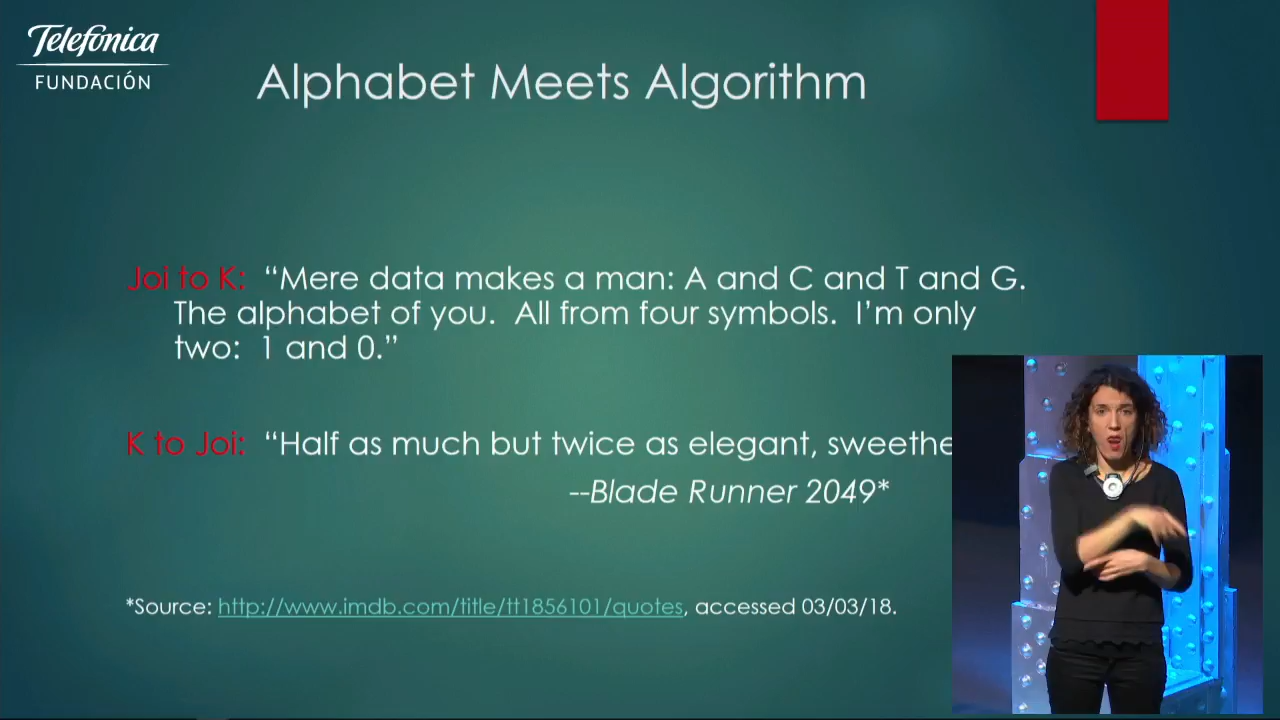 Telefónica
FUNDACIÓN
Alphabet Meets Algorithm
Joi to K: “Mere data makes a man: A and C and T and G.
The alphabet of you. All from four symbols. I’m only
two: 1 and 0.”
K to Joi: “Half as much but twice as elegant, sweethe
--Blade Runner 2049*
*Source: http://www.imdb.com/title/tt1856101/quotes, accessed 03/03/18.